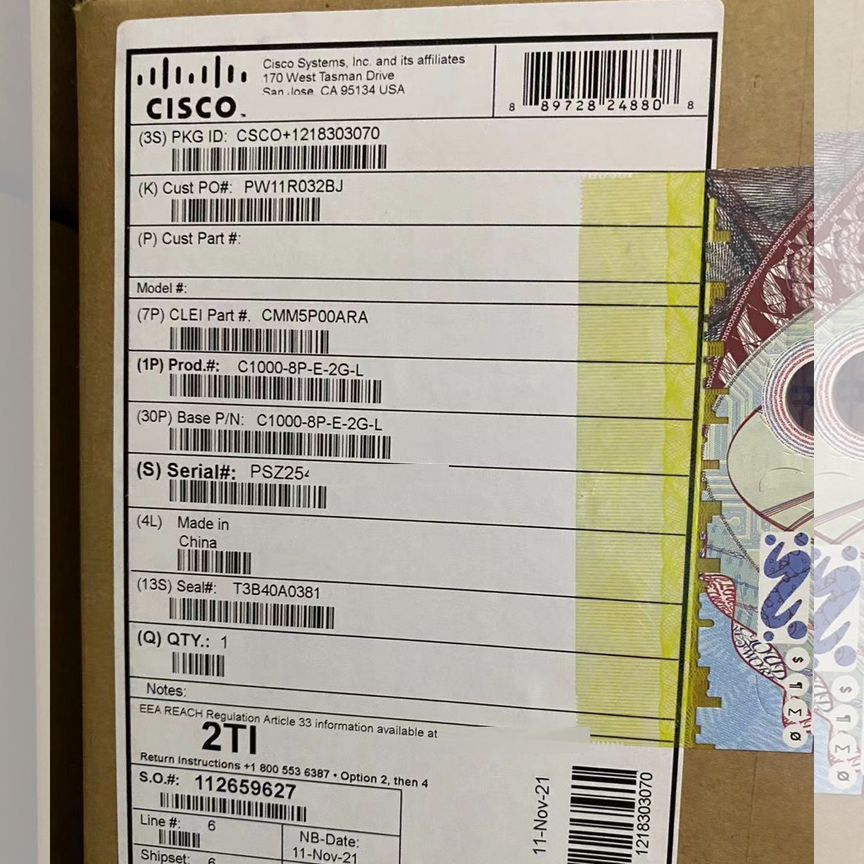 CISCO
Cisco Systems, Inc. and its affiliates
170 West Tasman Drive
San Jose, CA 95134 USA
8 89728 24880 8
(3S) PKG ID: CSCO+1218303070
(K) Cust PO#: PW11R032BJ
(P) Cust Part #:
Model #:
(7P) CLEI Part #. CMM5P00ARA
(1P) Prod.#: C1000-8P-E-2G-L
(30P) Base P/N: C1000-8P-E-2G-L
(S) Serial#: PSZ254
(4L) Made in
China
(13S) Seal#: T3B40A0381
(Q) QTY.: 1
Notes:
EEA REACH Regulation Article 33 information available at
2TI
Return Instructions +1 800 553 6387 • Option 2, then 4
S.O.#: 112659627
Line #: 6
NB-Date:
11-Nov-21
Shipset: 6
11-Nov-21
1218303070